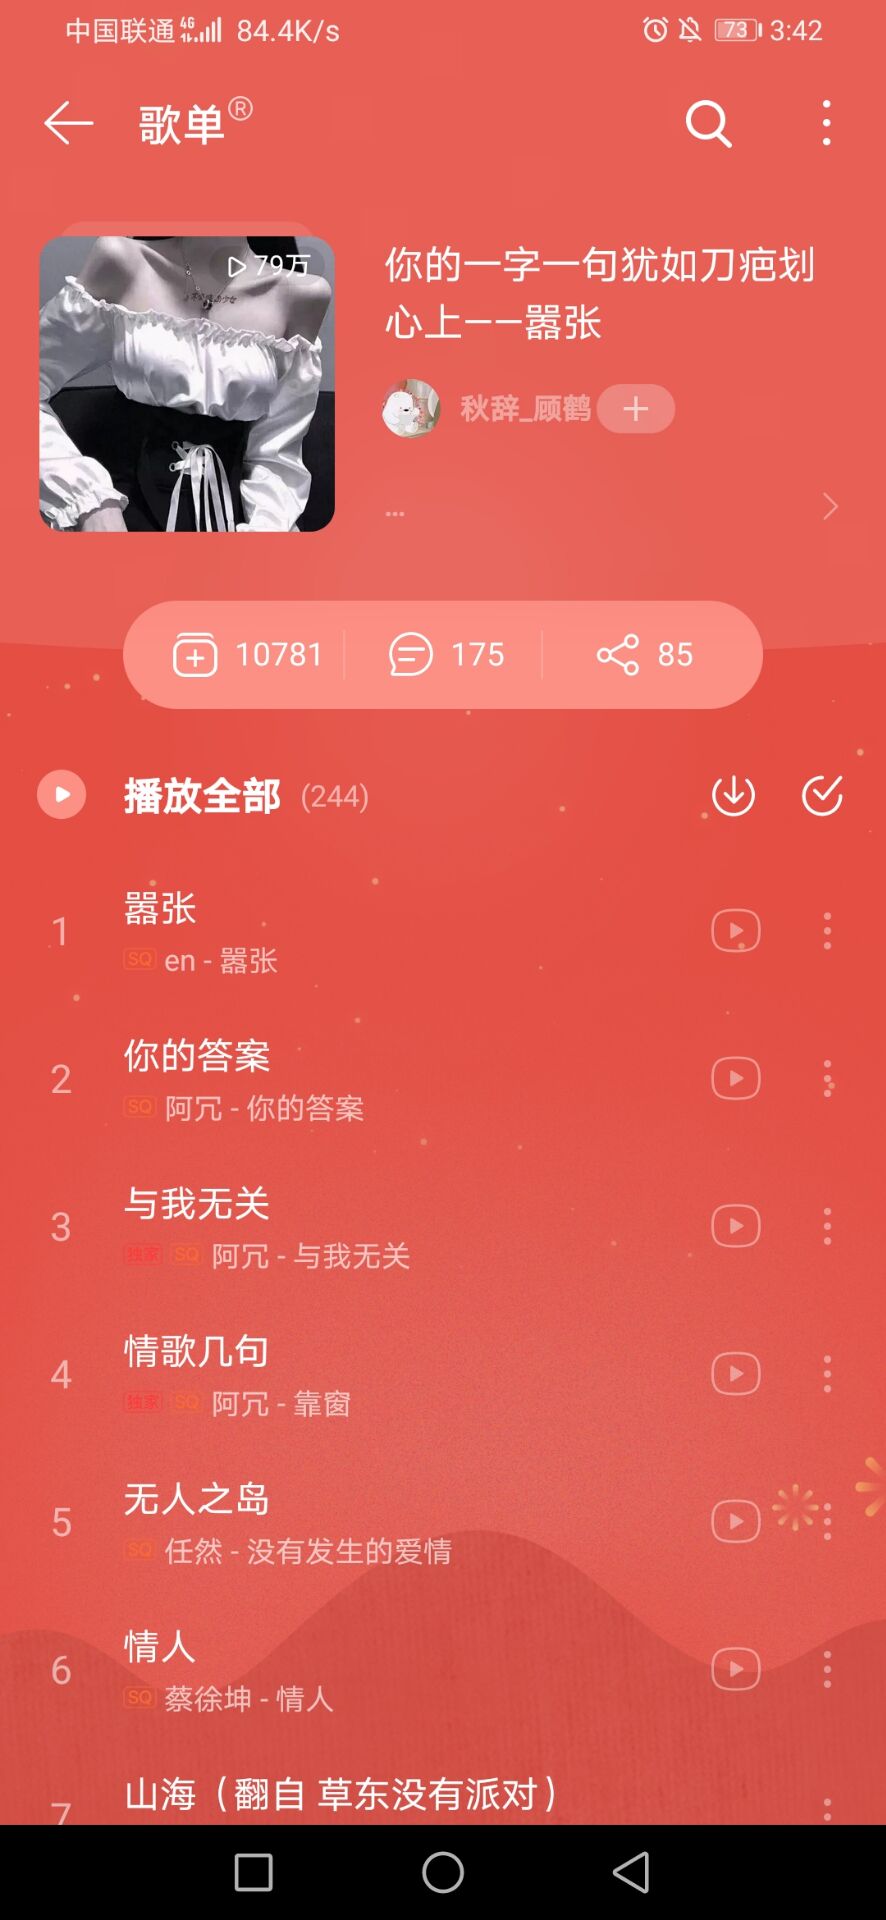 中国联通 4G 84.4K/s 73 3:42
歌单®
79万
你的一字一句犹如刀疤划
心上——嚣张
秋辞_顾鹤
...
10781 175 85
播放全部 (244)
1 嚣张
SQ en - 嚣张
2 你的答案
SQ 阿冗 - 你的答案
3 与我无关
独家 SQ 阿冗 - 与我无关
4 情歌几句
独家 SQ 阿冗 - 靠窗
5 无人之岛
SQ 任然 - 没有发生的爱情
6 情人
SQ 蔡徐坤 - 情人
7 山海（翻自 草东没有派对）